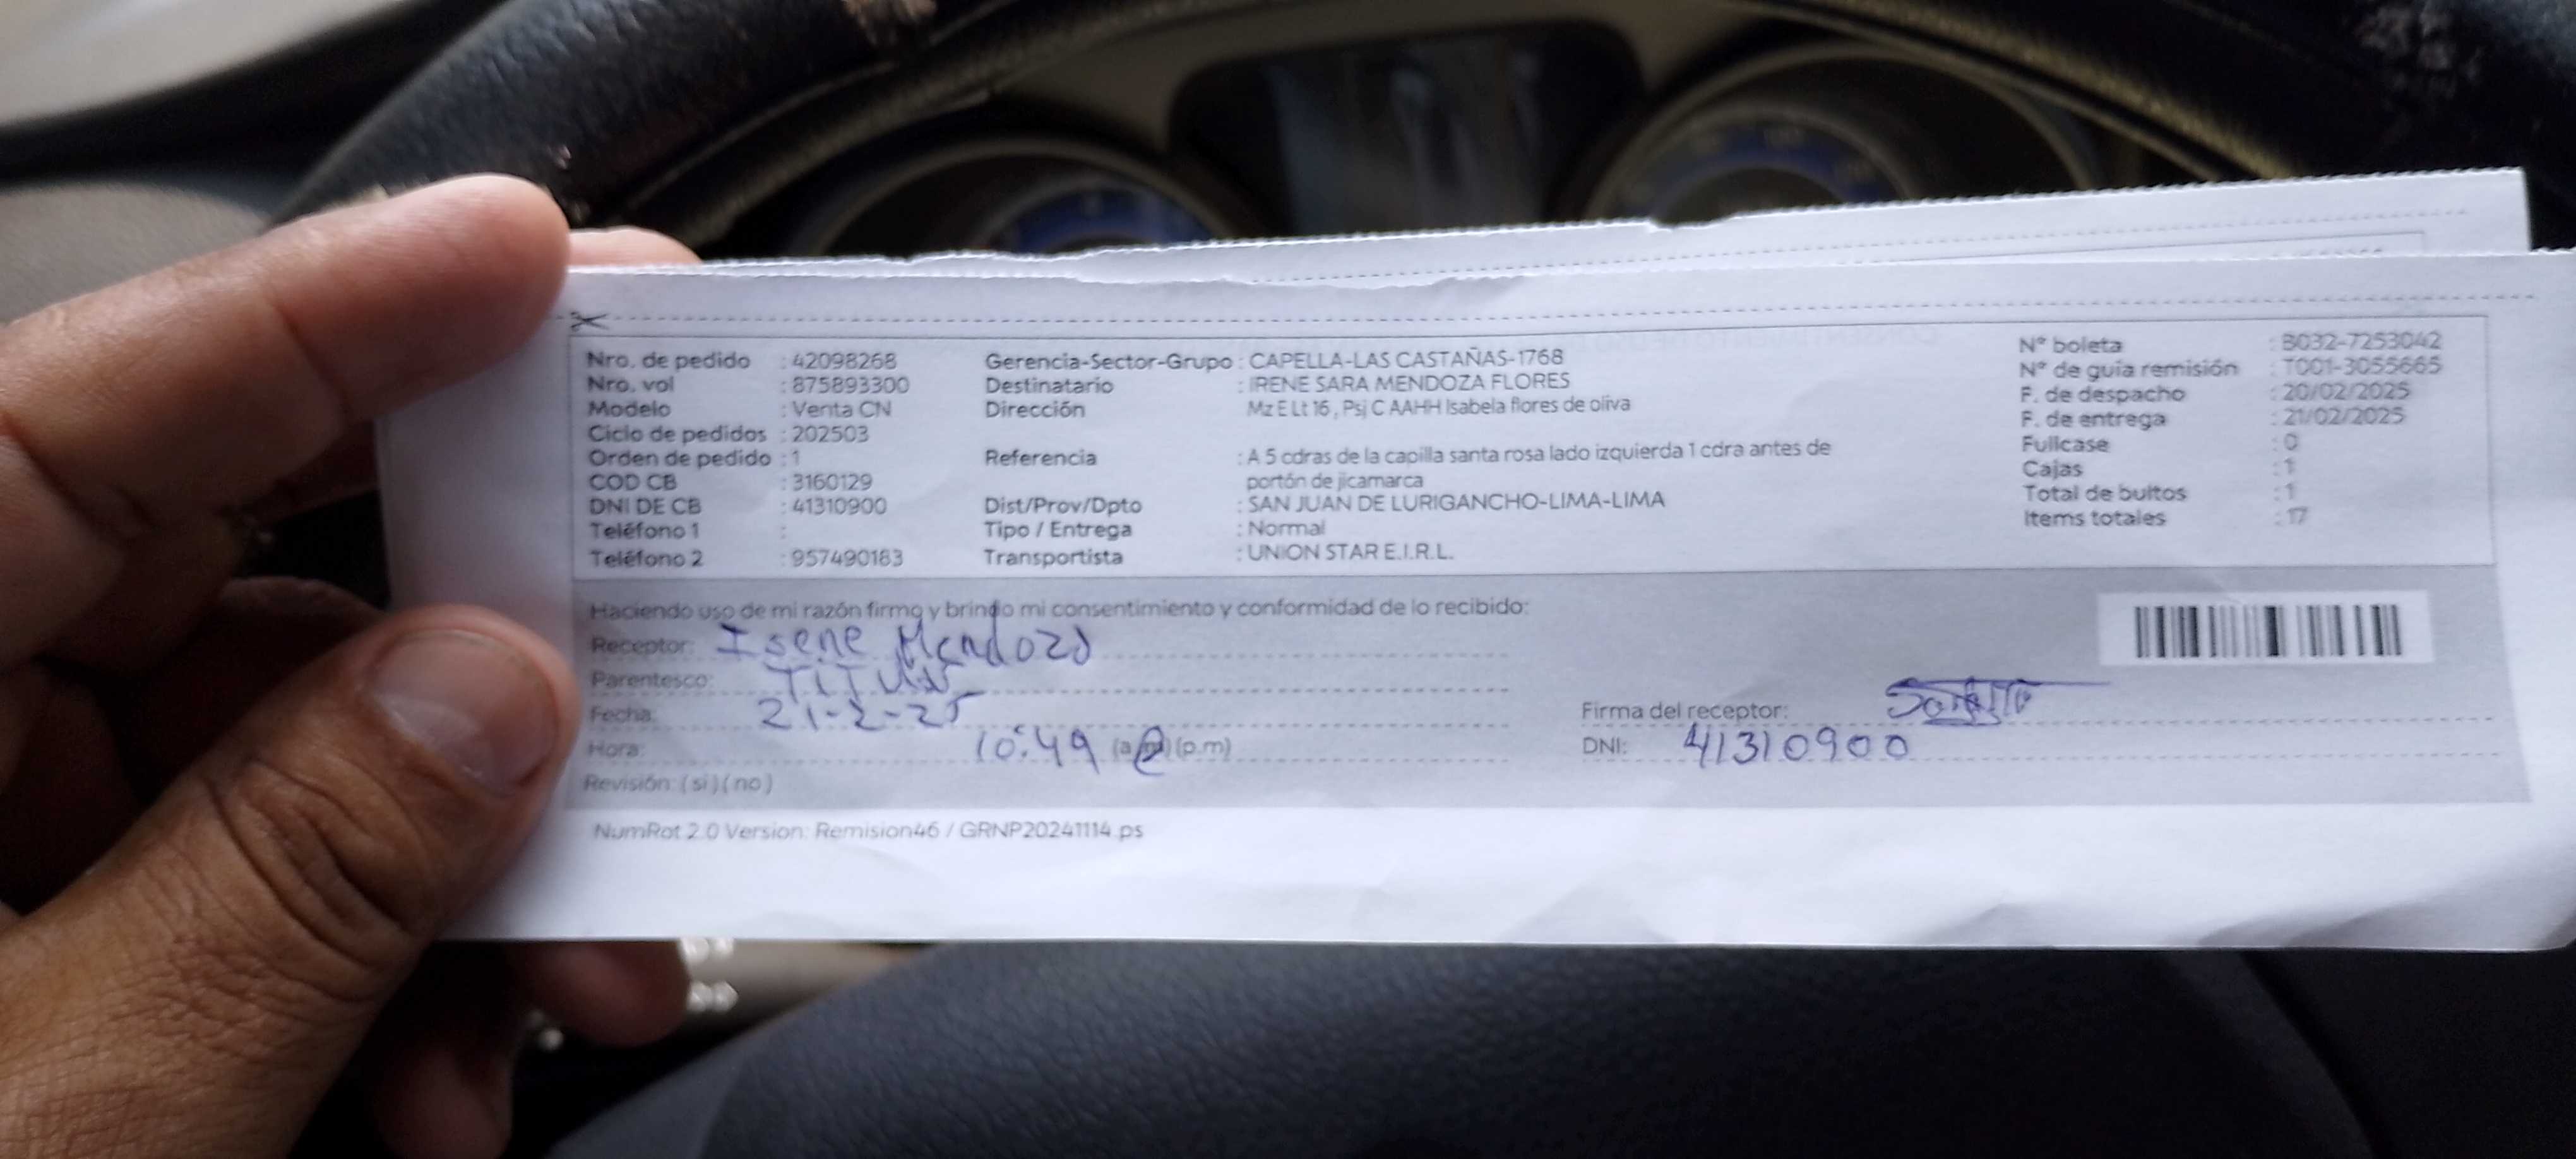 Nro. de pedido : 42098268
Nro. vol : 875893300
Modelo : Venta CN
Ciclo de pedidos : 202503
Orden de pedido : 1
COD CB : 3160129
DNI DE CB : 41310900
Teléfono 1 :
Teléfono 2 : 957490183
Gerencia-Sector-Grupo : CAPELLA-LAS CASTAÑAS-1768
Destinatario : IRENE SARA MENDOZA FLORES
Dirección Mz E Lt 16 , Psj C AAHH Isabela flores de oliva
Referencia : A 5 cdras de la capilla santa rosa lado izquierda 1 cdra antes de
portón de jicamarca
Dist/Prov/Dpto : SAN JUAN DE LURIGANCHO-LIMA-LIMA
Tipo / Entrega : Normal
Transportista : UNION STAR E.I.R.L.
N° boleta : B032-7253042
N° de guía remisión : T001-3055665
F. de despacho : 20/02/2025
F. de entrega : 21/02/2025
Fullcase : 0
Cajas : 1
Total de bultos : 1
Items totales : 17
Haciendo uso de mi razón firmo y brindo mi consentimiento y conformidad de lo recibido:
Receptor: Irene Mendoza
Parentesco:
Fecha: 21-2-25
Hora: 10:49 (a.m) (p.m)
Revisión: ( si ) ( no )
Firma del receptor:
DNI: 41310900
NumRot 2.0 Version: Remision46 / GRNP20241114.ps